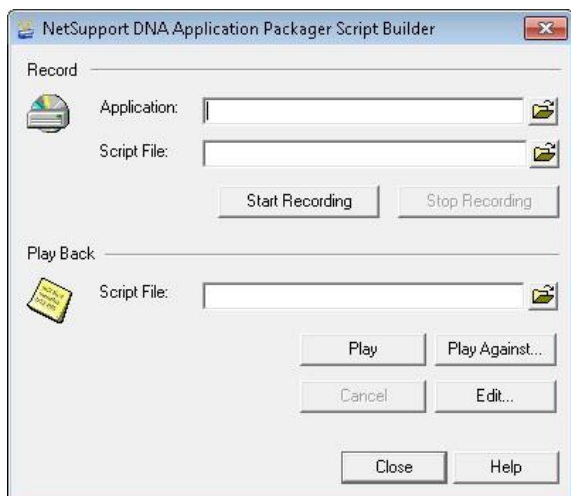 NetSupport DNA Application Packager Script Builder
Record
Application:
Script File:
Start Recording Stop Recording
Play Back
Script File:
Play Play Against...
Cancel Edit...
Close Help